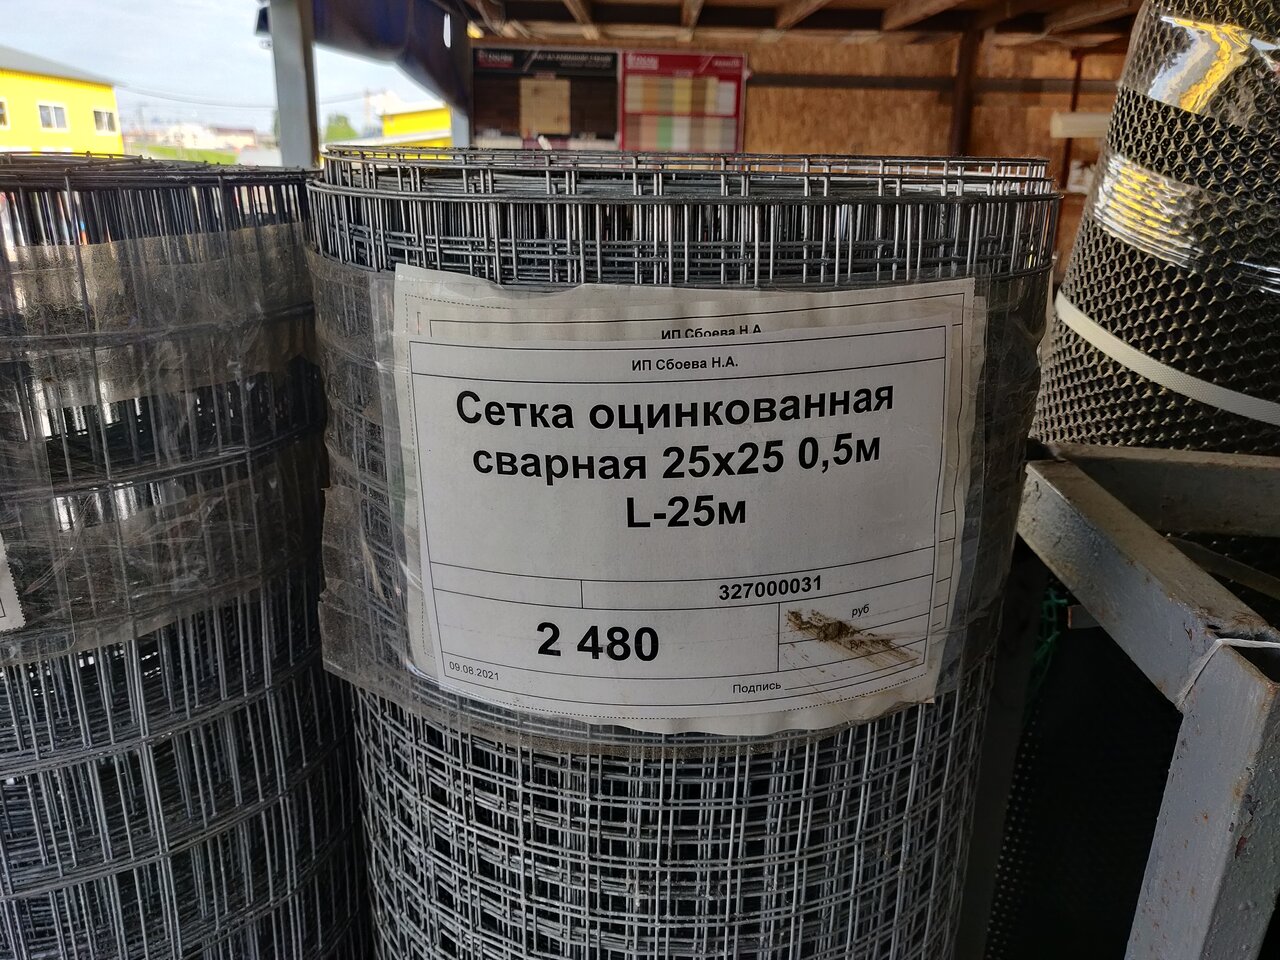 ИП Сбоева Н.А.
ИП Сбоева Н.А.
Сетка оцинкованная
сварная 25х25 0,5м
L-25м
327000031
2 480
руб
09.08.2021
Подпись